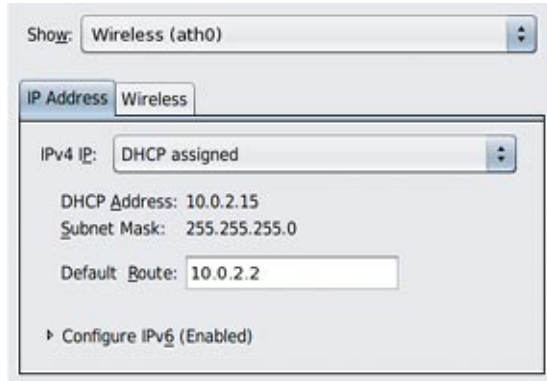 Show: Wireless (ath0)
IP Address Wireless
IPv4 IP: DHCP assigned
DHCP Address: 10.0.2.15
Subnet Mask: 255.255.255.0
Default Route: 10.0.2.2
Configure IPv6 (Enabled)